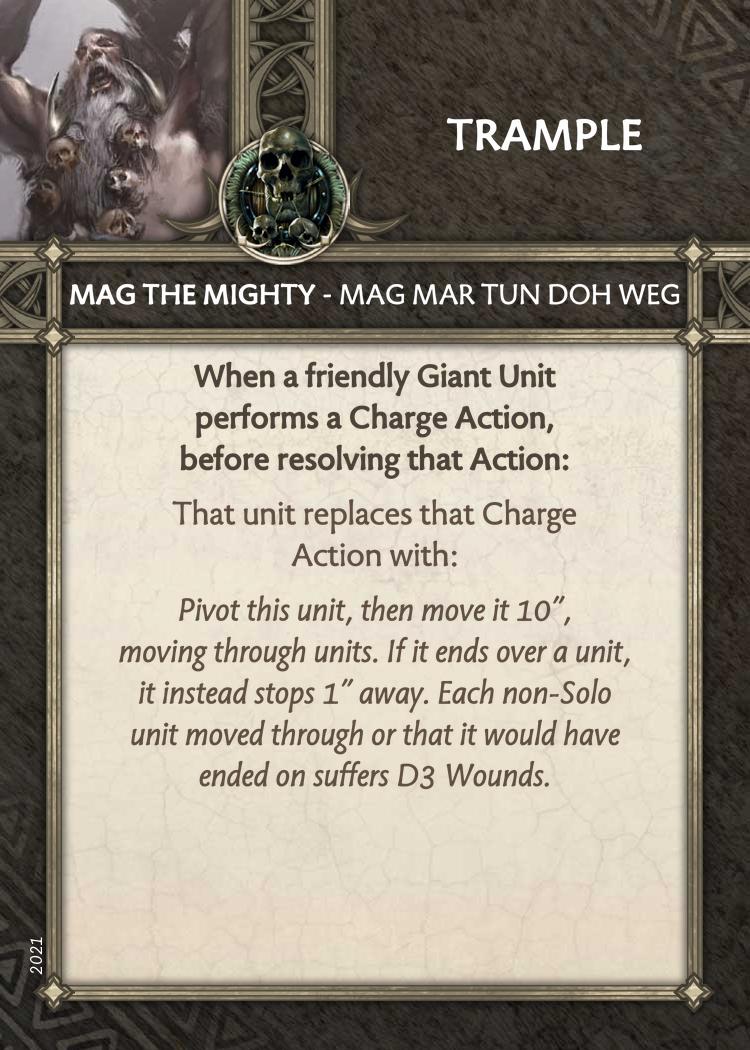 TRAMPLE
MAG THE MIGHTY - MAG MAR TUN DOH WEG
When a friendly Giant Unit
performs a Charge Action,
before resolving that Action:
That unit replaces that Charge
Action with:
Pivot this unit, then move it 10″,
moving through units. If it ends over a unit,
it instead stops 1″ away. Each non-Solo
unit moved through or that it would have
ended on suffers D3 Wounds.
2021